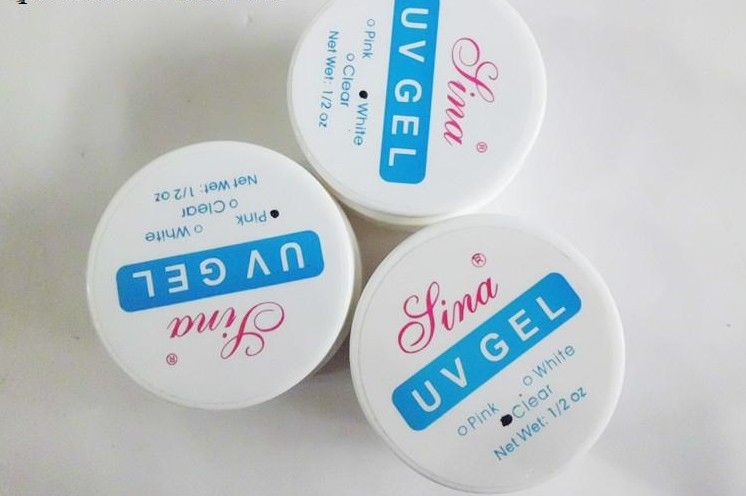 Sina ®
UV GEL
Pink White
Clear
Net Wet: 1/2 oz
Sina ®
UV GEL
White
Pink
Clear
Net Wet: 1/2 oz
Sina ®
UV GEL
White
Pink Clear
Net Wet: 1/2 oz